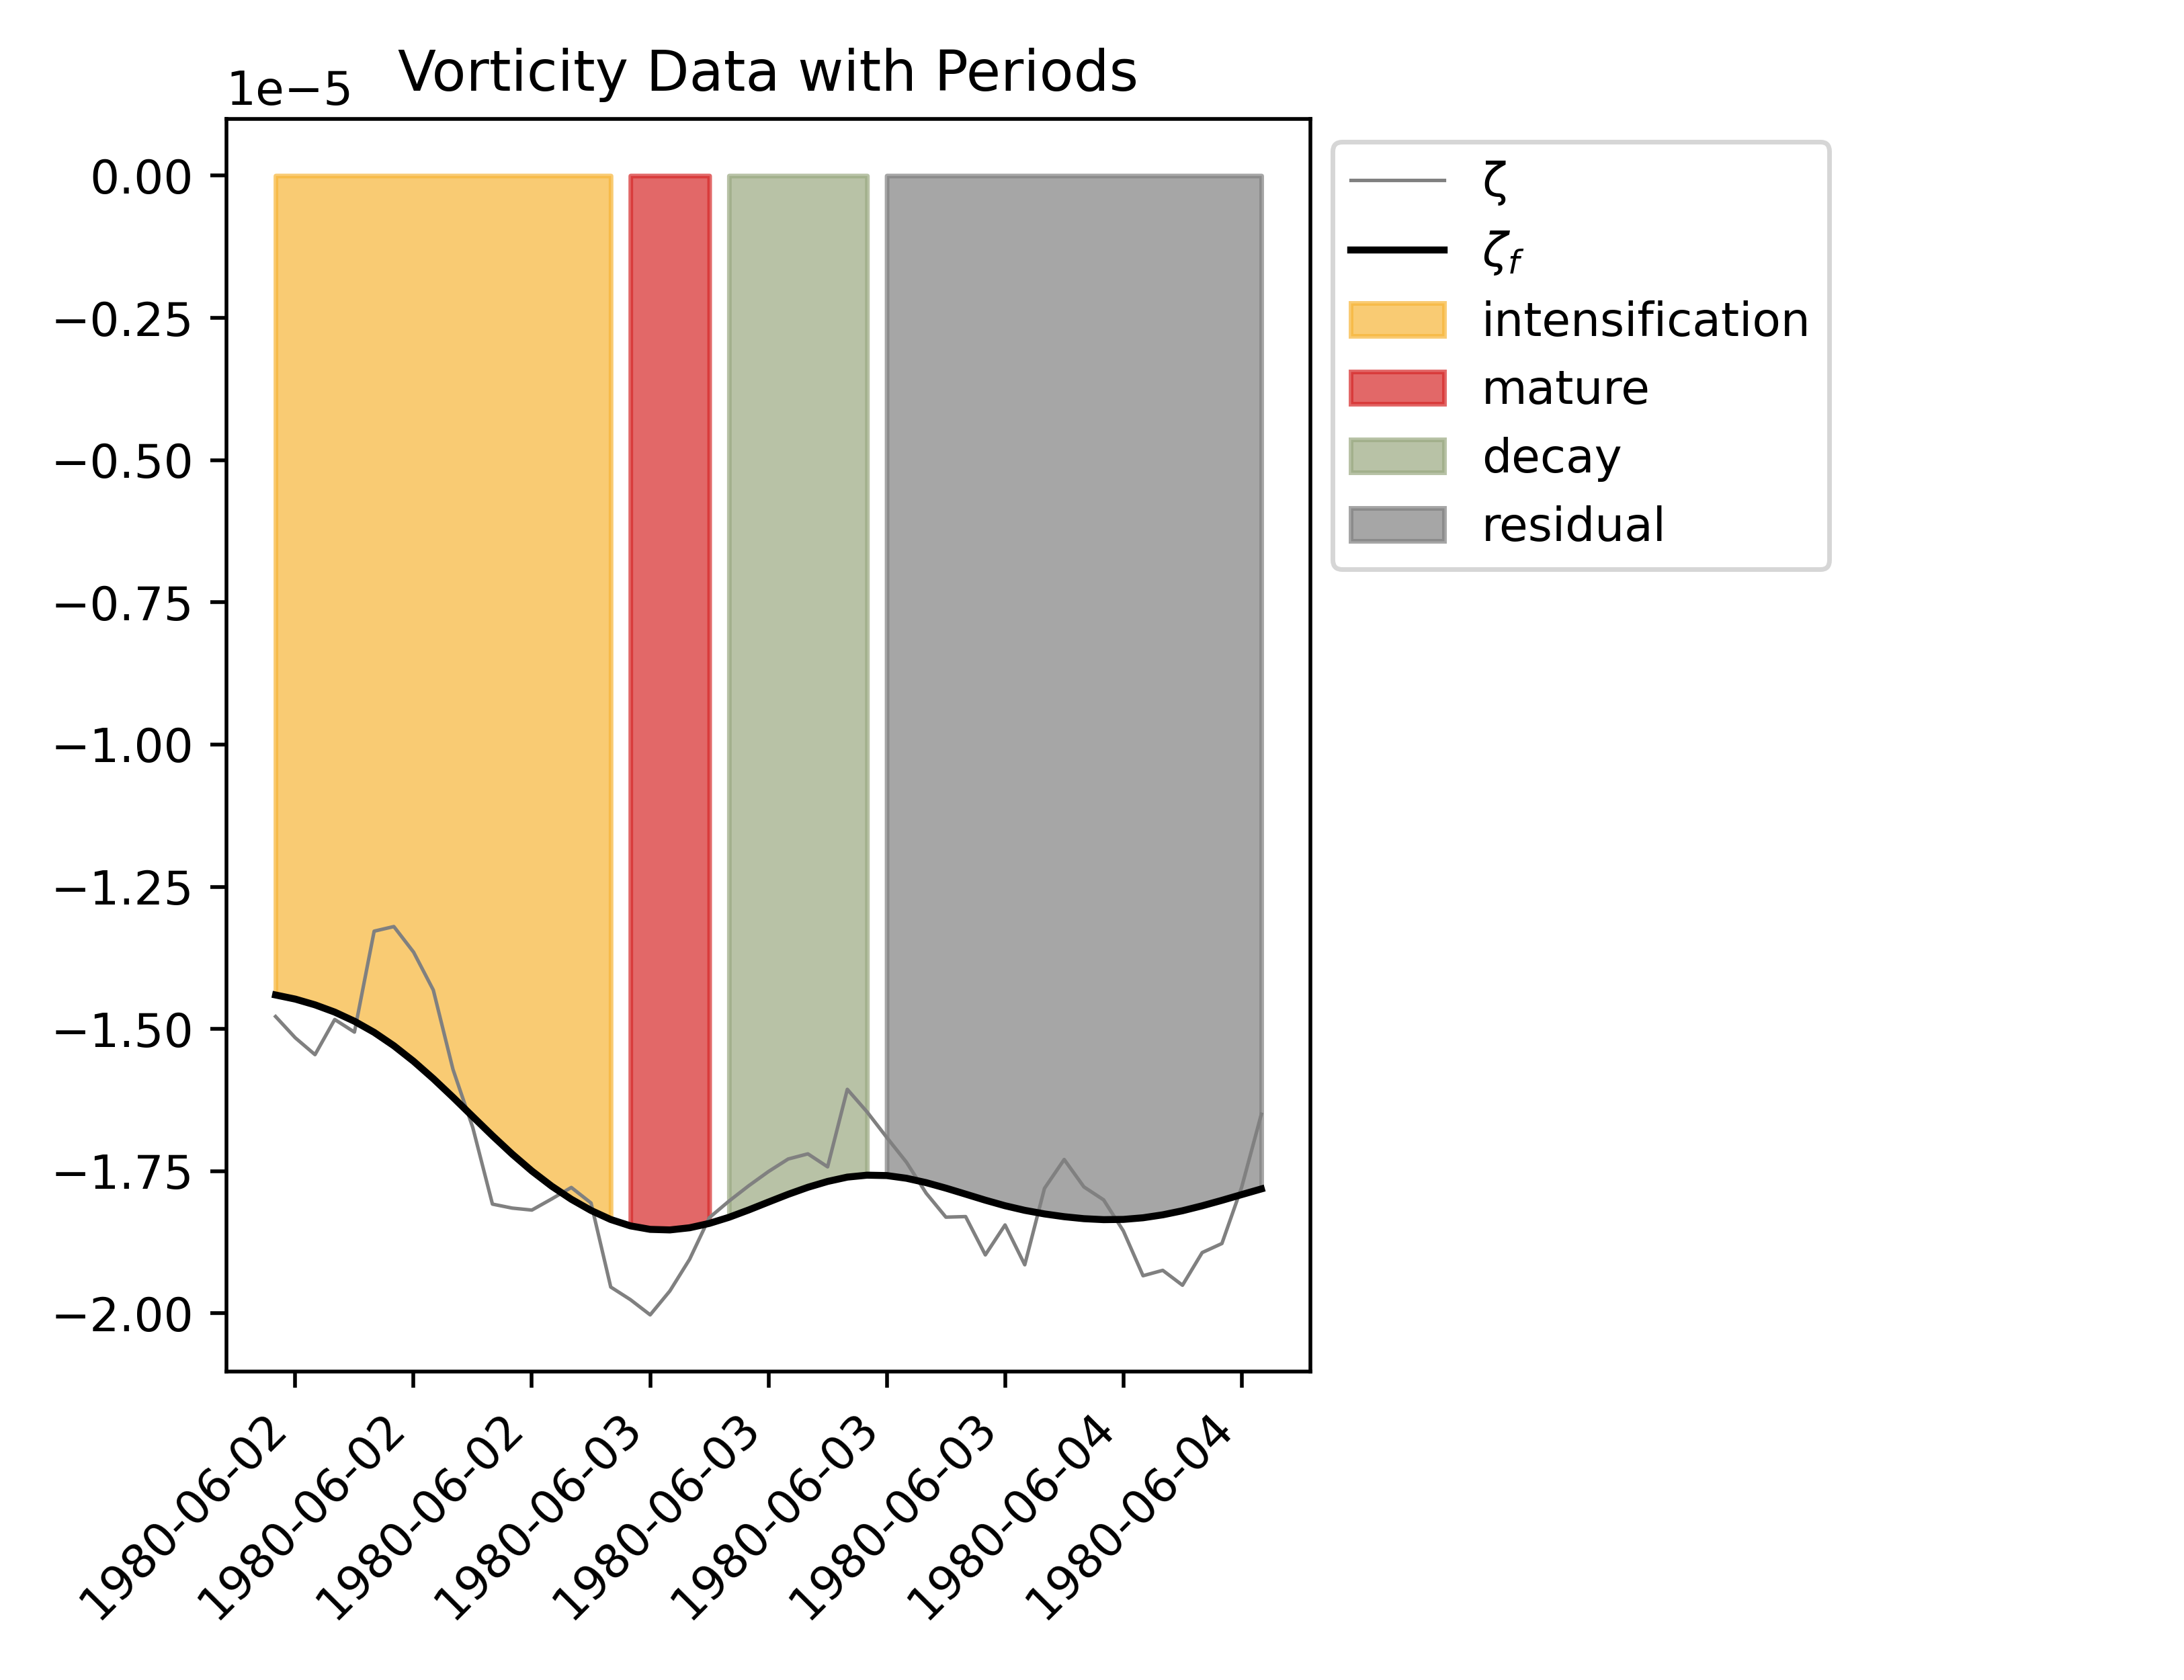 Vorticity Data with Periods
1e−5
0.00
−0.25
−0.50
−0.75
−1.00
−1.25
−1.50
−1.75
−2.00
1980-06-02
1980-06-02
1980-06-02
1980-06-03
1980-06-03
1980-06-03
1980-06-03
1980-06-04
1980-06-04
ζ
ζf
intensification
mature
decay
residual